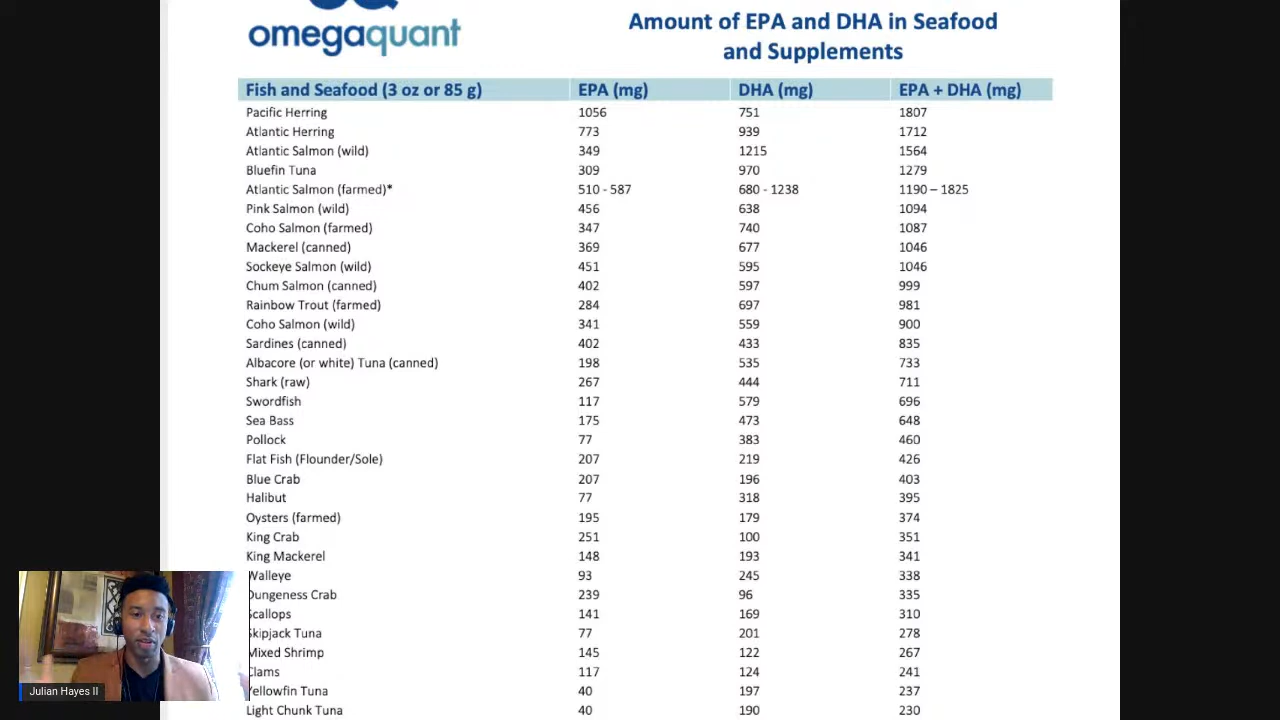 omegaquant
Amount of EPA and DHA in Seafood
and Supplements
Fish and Seafood (3 oz or 85 g) EPA (mg) DHA (mg) EPA + DHA (mg)
Pacific Herring 1056 751 1807
Atlantic Herring 773 939 1712
Atlantic Salmon (wild) 349 1215 1564
Bluefin Tuna 309 970 1279
Atlantic Salmon (farmed)* 510 - 587 680 - 1238 1190 – 1825
Pink Salmon (wild) 456 638 1094
Coho Salmon (farmed) 347 740 1087
Mackerel (canned) 369 677 1046
Sockeye Salmon (wild) 451 595 1046
Chum Salmon (canned) 402 597 999
Rainbow Trout (farmed) 284 697 981
Coho Salmon (wild) 341 559 900
Sardines (canned) 402 433 835
Albacore (or white) Tuna (canned) 198 535 733
Shark (raw) 267 444 711
Swordfish 117 579 696
Sea Bass 175 473 648
Pollock 77 383 460
Flat Fish (Flounder/Sole) 207 219 426
Blue Crab 207 196 403
Halibut 77 318 395
Oysters (farmed) 195 179 374
King Crab 251 100 351
King Mackerel 148 193 341
Walleye 93 245 338
Dungeness Crab 239 96 335
Scallops 141 169 310
Skipjack Tuna 77 201 278
Mixed Shrimp 145 122 267
Clams 117 124 241
Yellowfin Tuna 40 197 237
Light Chunk Tuna 40 190 230
Julian Hayes II